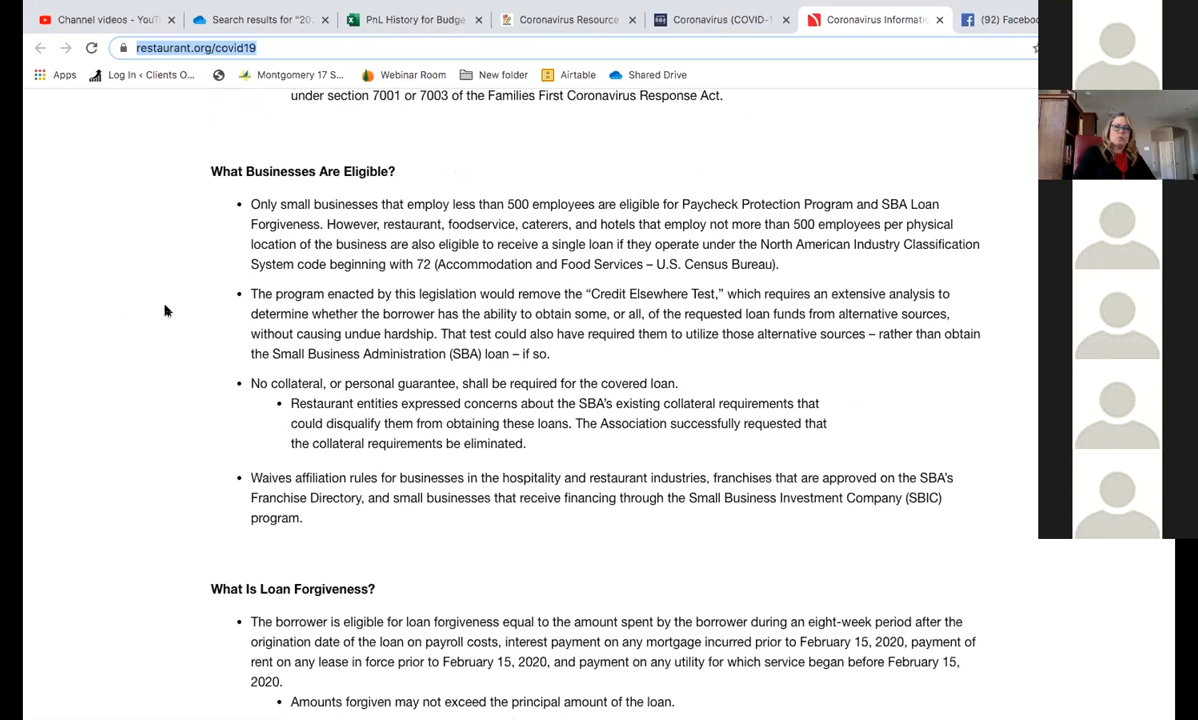 Channel videos - YouT
Search results for "20
PnL History for Budge
Coronavirus Resource
Coronavirus (COVID-1
Coronavirus Informati
(92) Faceboo
restaurant.org/covid19
Apps
Log In ‹ Clients O...
Montgomery 17 S...
Webinar Room
New folder
Airtable
Shared Drive
under section 7001 or 7003 of the Families First Coronavirus Response Act.
What Businesses Are Eligible?
• Only small businesses that employ less than 500 employees are eligible for Paycheck Protection Program and SBA Loan
Forgiveness. However, restaurant, foodservice, caterers, and hotels that employ not more than 500 employees per physical
location of the business are also eligible to receive a single loan if they operate under the North American Industry Classification
System code beginning with 72 (Accommodation and Food Services – U.S. Census Bureau).
• The program enacted by this legislation would remove the “Credit Elsewhere Test,” which requires an extensive analysis to
determine whether the borrower has the ability to obtain some, or all, of the requested loan funds from alternative sources,
without causing undue hardship. That test could also have required them to utilize those alternative sources – rather than obtain
the Small Business Administration (SBA) loan – if so.
• No collateral, or personal guarantee, shall be required for the covered loan.
• Restaurant entities expressed concerns about the SBA’s existing collateral requirements that
could disqualify them from obtaining these loans. The Association successfully requested that
the collateral requirements be eliminated.
• Waives affiliation rules for businesses in the hospitality and restaurant industries, franchises that are approved on the SBA’s
Franchise Directory, and small businesses that receive financing through the Small Business Investment Company (SBIC)
program.
What Is Loan Forgiveness?
• The borrower is eligible for loan forgiveness equal to the amount spent by the borrower during an eight-week period after the
origination date of the loan on payroll costs, interest payment on any mortgage incurred prior to February 15, 2020, payment of
rent on any lease in force prior to February 15, 2020, and payment on any utility for which service began before February 15,
2020.
• Amounts forgiven may not exceed the principal amount of the loan.